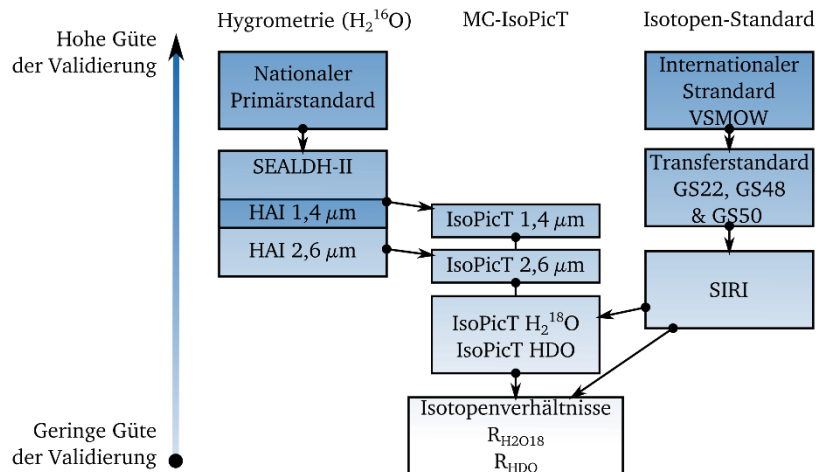 Hygrometrie (H₂¹⁶O)
MC-IsoPicT
Isotopen-Standard
Hohe Güte
der Validierung
Nationaler
Primärstandard
Internationaler
Strandard
VSMOW
SEALDH-II
Transferstandard
GS22, GS48
& GS50
HAI 1,4 μm
IsoPicT 1,4 μm
HAI 2,6 μm
IsoPicT 2,6 μm
SIRI
IsoPicT H₂¹⁸O
IsoPicT HDO
Isotopenverhältnisse
R_H2O18
R_HDO
Geringe Güte
der Validierung